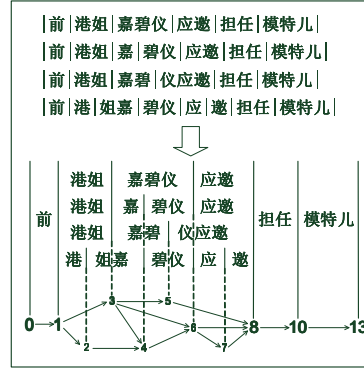 |前|港姐|嘉碧仪|应邀|担任|模特儿|
|前|港姐|嘉|碧仪|应邀|担任|模特儿|
|前|港姐|嘉碧|仪应邀|担任|模特儿|
|前|港|姐嘉|碧仪|应|邀|担任|模特儿|
港姐 嘉碧仪 应邀
港姐 嘉 碧仪 应邀
前 港姐 嘉碧 仪应邀 担任 模特儿
港 姐嘉 碧仪 应 邀
3 5
0 1 6 8 10 13
2 4 7